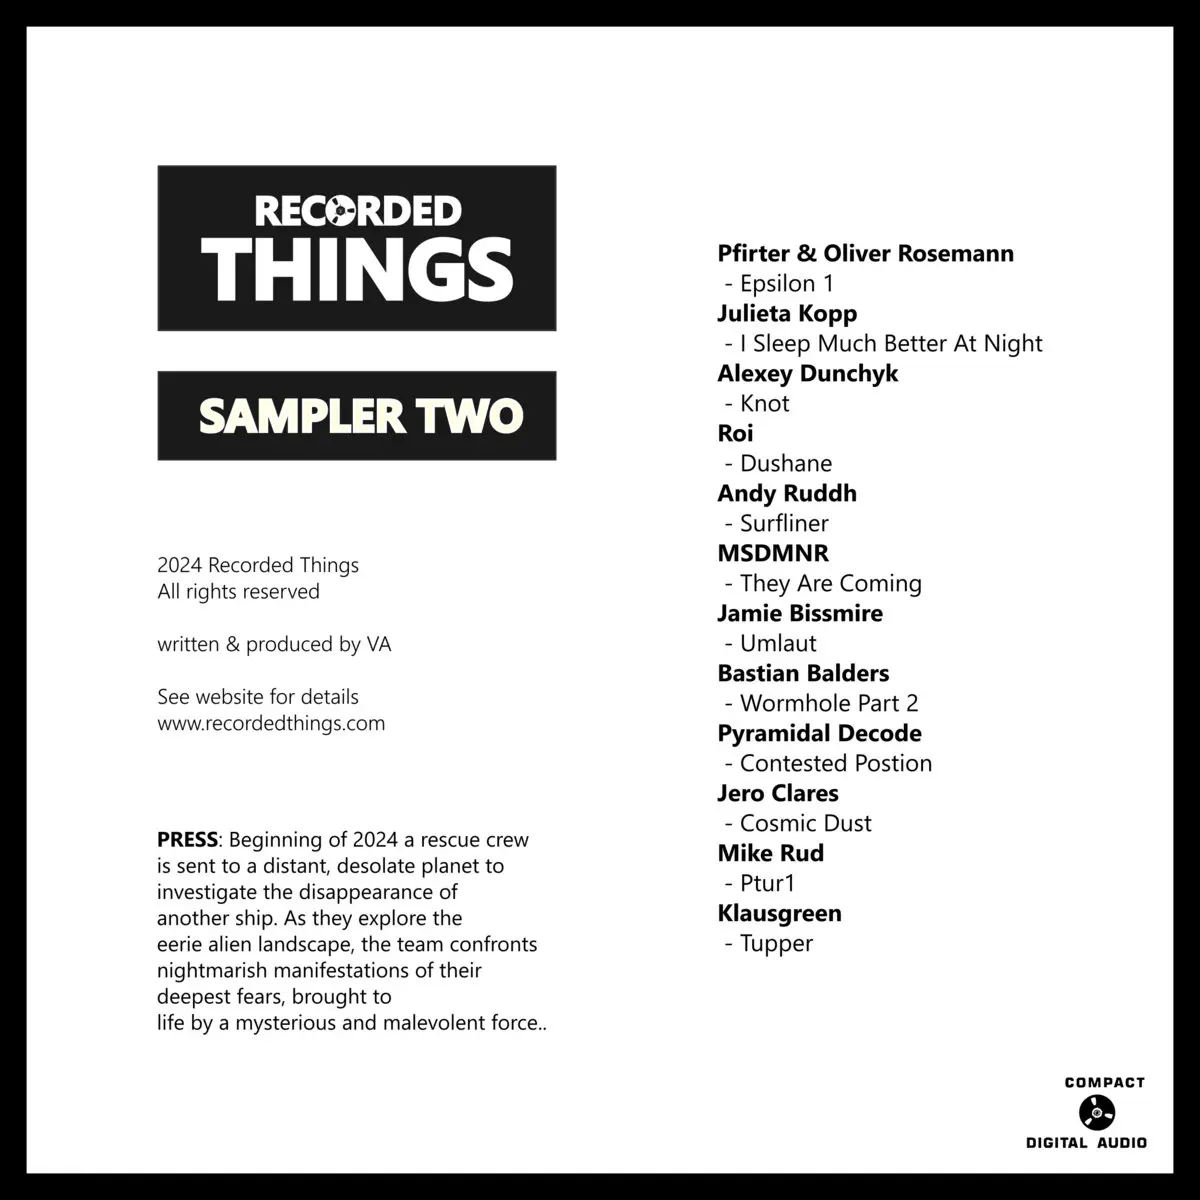 RECORDED
THINGS
SAMPLER TWO
2024 Recorded Things
All rights reserved
written & produced by VA
See website for details
www.recordedthings.com
PRESS: Beginning of 2024 a rescue crew
is sent to a distant, desolate planet to
investigate the disappearance of
another ship. As they explore the
eerie alien landscape, the team confronts
nightmarish manifestations of their
deepest fears, brought to
life by a mysterious and malevolent force..
Pfirter & Oliver Rosemann
- Epsilon 1
Julieta Kopp
- I Sleep Much Better At Night
Alexey Dunchyk
- Knot
Roi
- Dushane
Andy Ruddh
- Surfliner
MSDMNR
- They Are Coming
Jamie Bissmire
- Umlaut
Bastian Balders
- Wormhole Part 2
Pyramidal Decode
- Contested Postion
Jero Clares
- Cosmic Dust
Mike Rud
- Ptur1
Klausgreen
- Tupper
COMPACT
DIGITAL AUDIO